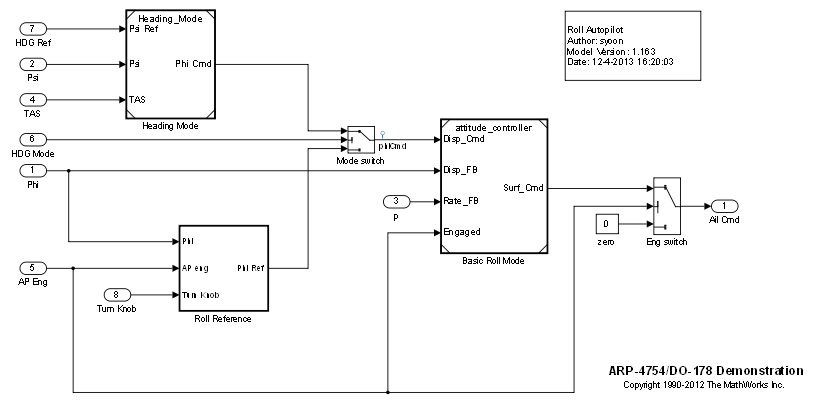 7
HDG Ref
2
Psi
4
TAS
Heading_Mode
Psi Ref
Psi
TAS
Phi Cmd
Heading Mode
Roll Autopilot
Author: syoon
Model Version : 1.163
Date: 12-4-2013 16:20:03
6
HDG Mode
1
Phi
Mode switch
phiCmd
attitude_controller
Disp_Cmd
Disp_FB
Rate_FB
Engaged
Surf_Cmd
Basic Roll Mode
3
p
0
zero
Eng switch
1
Ail Cmd
5
AP Eng
8
Turn Knob
Phi
AP eng
Turn Knob
Phi Ref
Roll Reference
ARP-4754/DO-178 Demonstration
Copyright 1990-2012 The MathWorks Inc.